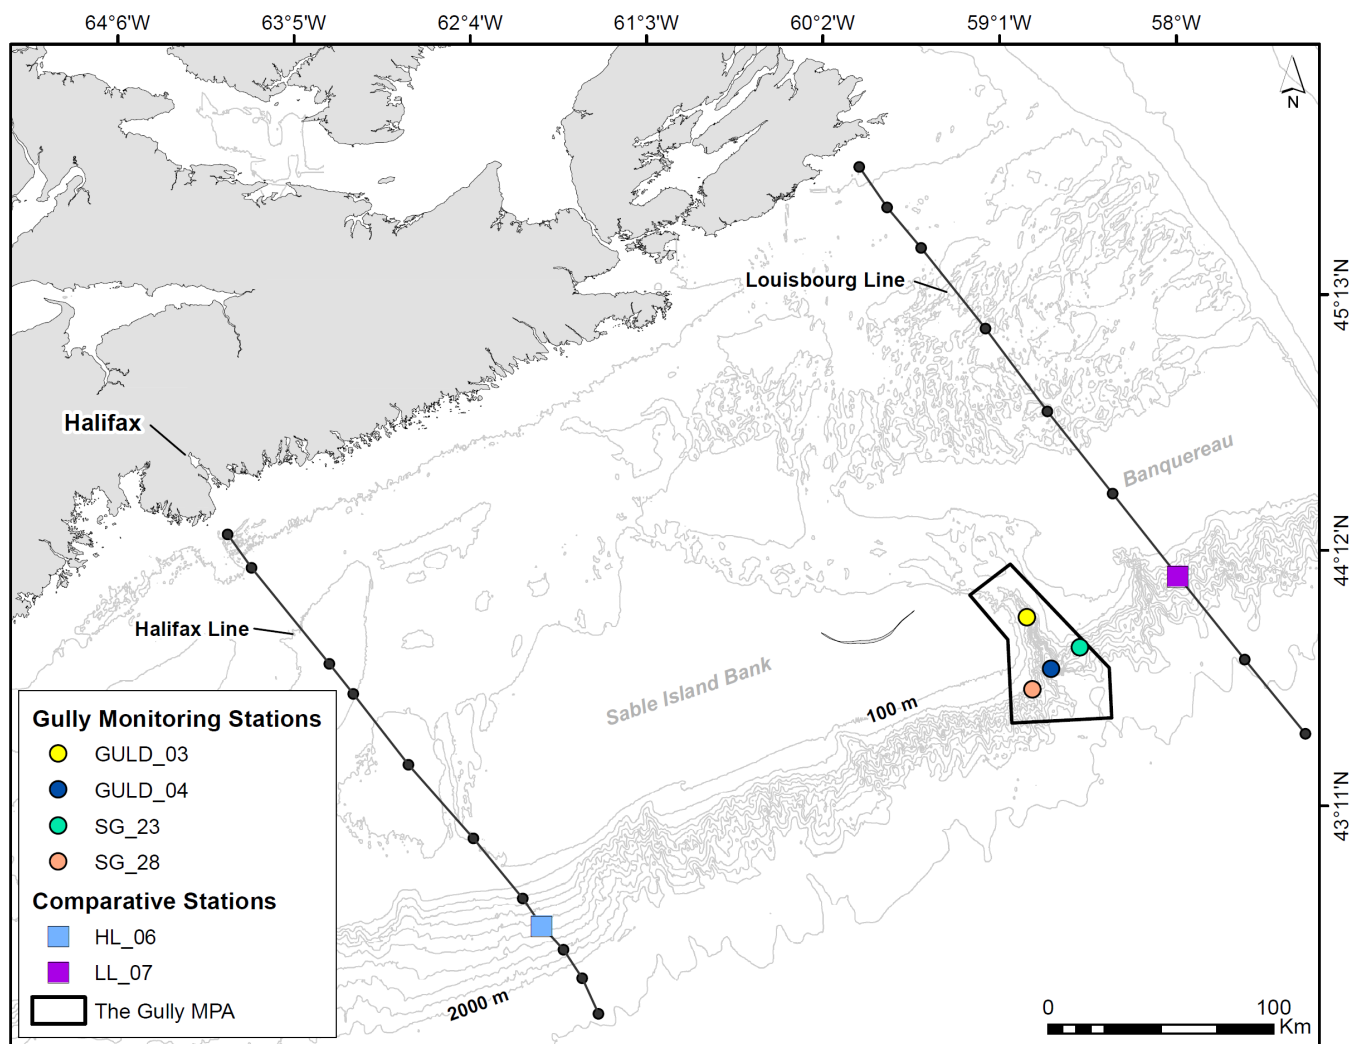 64°6'W 63°5'W 62°4'W 61°3'W 60°2'W 59°1'W 58°W
N
45°13'N
Louisbourg Line
Halifax
Banquereau
44°12'N
Halifax Line
Sable Island Bank
100 m
43°11'N
2000 m
Gully Monitoring Stations
GULD_03
GULD_04
SG_23
SG_28
Comparative Stations
HL_06
LL_07
The Gully MPA
0 100
Km